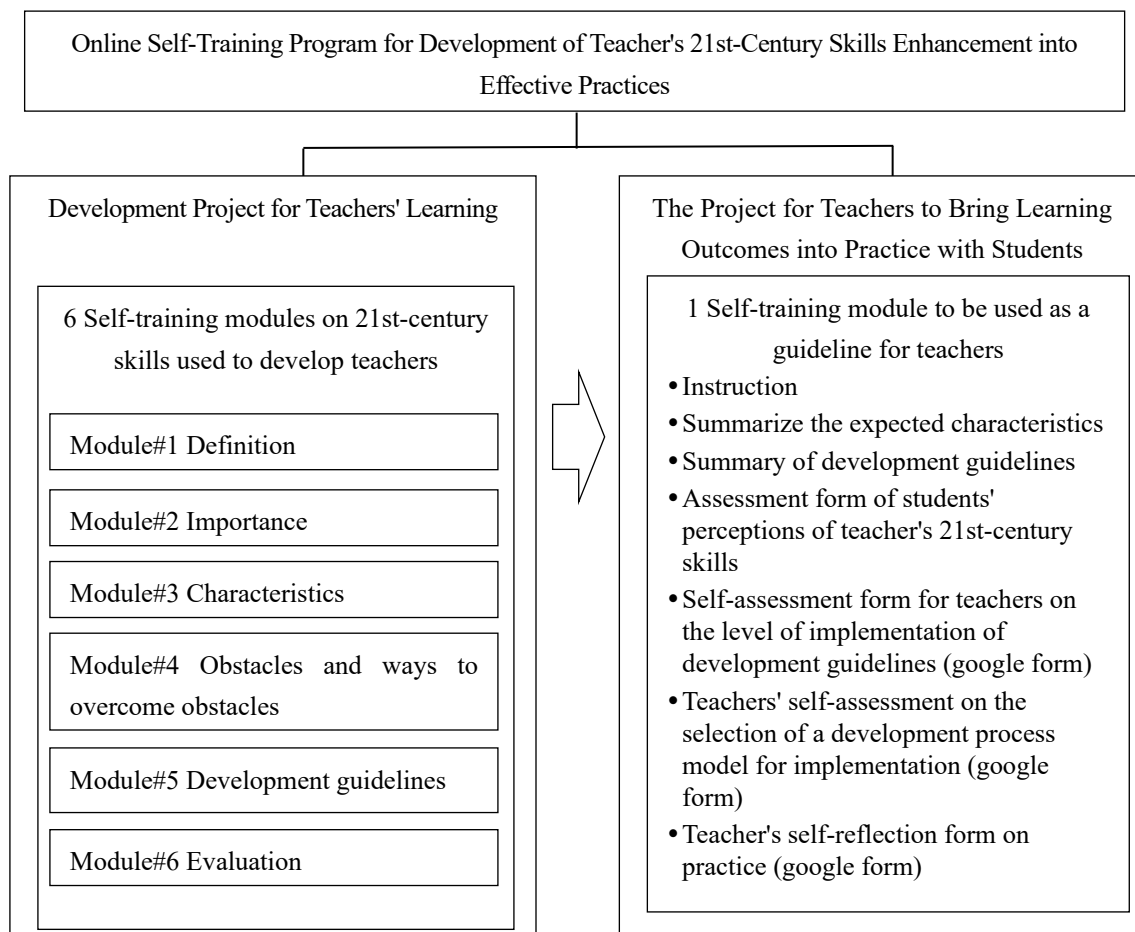 Online Self-Training Program for Development of Teacher's 21st-Century Skills Enhancement into
Effective Practices
Development Project for Teachers' Learning
6 Self-training modules on 21st-century
skills used to develop teachers
Module#1 Definition
Module#2 Importance
Module#3 Characteristics
Module#4 Obstacles and ways to
overcome obstacles
Module#5 Development guidelines
Module#6 Evaluation
The Project for Teachers to Bring Learning
Outcomes into Practice with Students
1 Self-training module to be used as a
guideline for teachers
• Instruction
• Summarize the expected characteristics
• Summary of development guidelines
• Assessment form of students'
perceptions of teacher's 21st-century
skills
• Self-assessment form for teachers on
the level of implementation of
development guidelines (google form)
• Teachers' self-assessment on the
selection of a development process
model for implementation (google
form)
• Teacher's self-reflection form on
practice (google form)